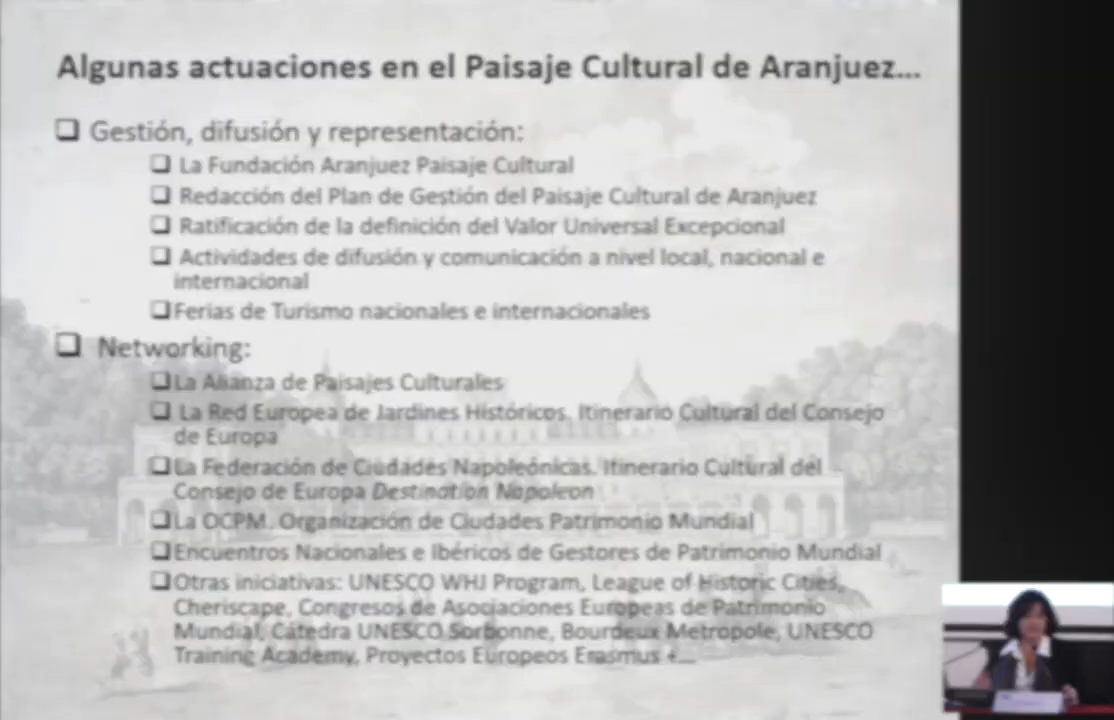 Algunas actuaciones en el Paisaje Cultural de Aranjuez...
❑ Gestión, difusión y representación:
❑ La Fundación Aranjuez Paisaje Cultural
❑ Redacción del Plan de Gestión del Paisaje Cultural de Aranjuez
❑ Ratificación de la definición del Valor Universal Excepcional
❑ Actividades de difusión y comunicación a nivel local, nacional e
internacional
❑Ferias de Turismo nacionales e internacionales
❑ Networking:
❑La Alianza de Paisajes Culturales
❑ La Red Europea de Jardines Históricos. Itinerario Cultural del Consejo
de Europa
❑La Federación de Ciudades Napoleónicas. Itinerario Cultural del
Consejo de Europa Destination Napoleon
❑La OCPM. Organización de Ciudades Patrimonio Mundial
❑Encuentros Nacionales e Ibéricos de Gestores de Patrimonio Mundial
❑Otras iniciativas: UNESCO WHJ Program, League of Historic Cities,
Cheriscape, Congresos de Asociaciones Europeas de Patrimonio
Mundial, Cátedra UNESCO Sorbonne, Bourdeux Metropole, UNESCO
Training Academy, Proyectos Europeos Erasmus +...